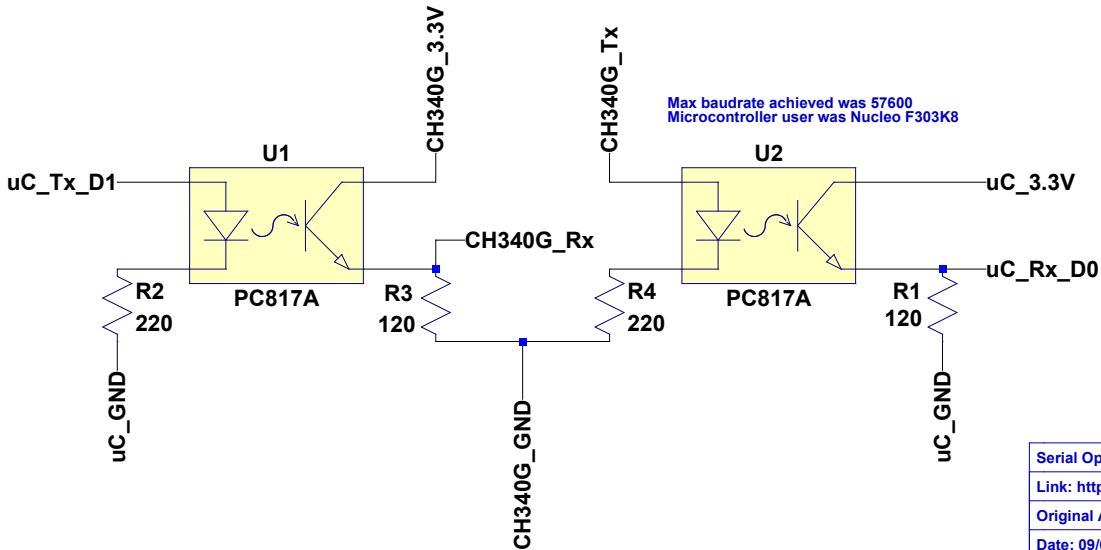 CH340G_3.3V
CH340G_Tx
Max baudrate achieved was 57600
Microcontroller user was Nucleo F303K8
U1
U2
uC_Tx_D1
uC_3.3V
CH340G_Rx
uC_Rx_D0
R2
220
PC817A
R3
120
R4
220
PC817A
R1
120
uC_GND
CH340G_GND
uC_GND
Serial Op
Link: http
Original A
Date: 09/